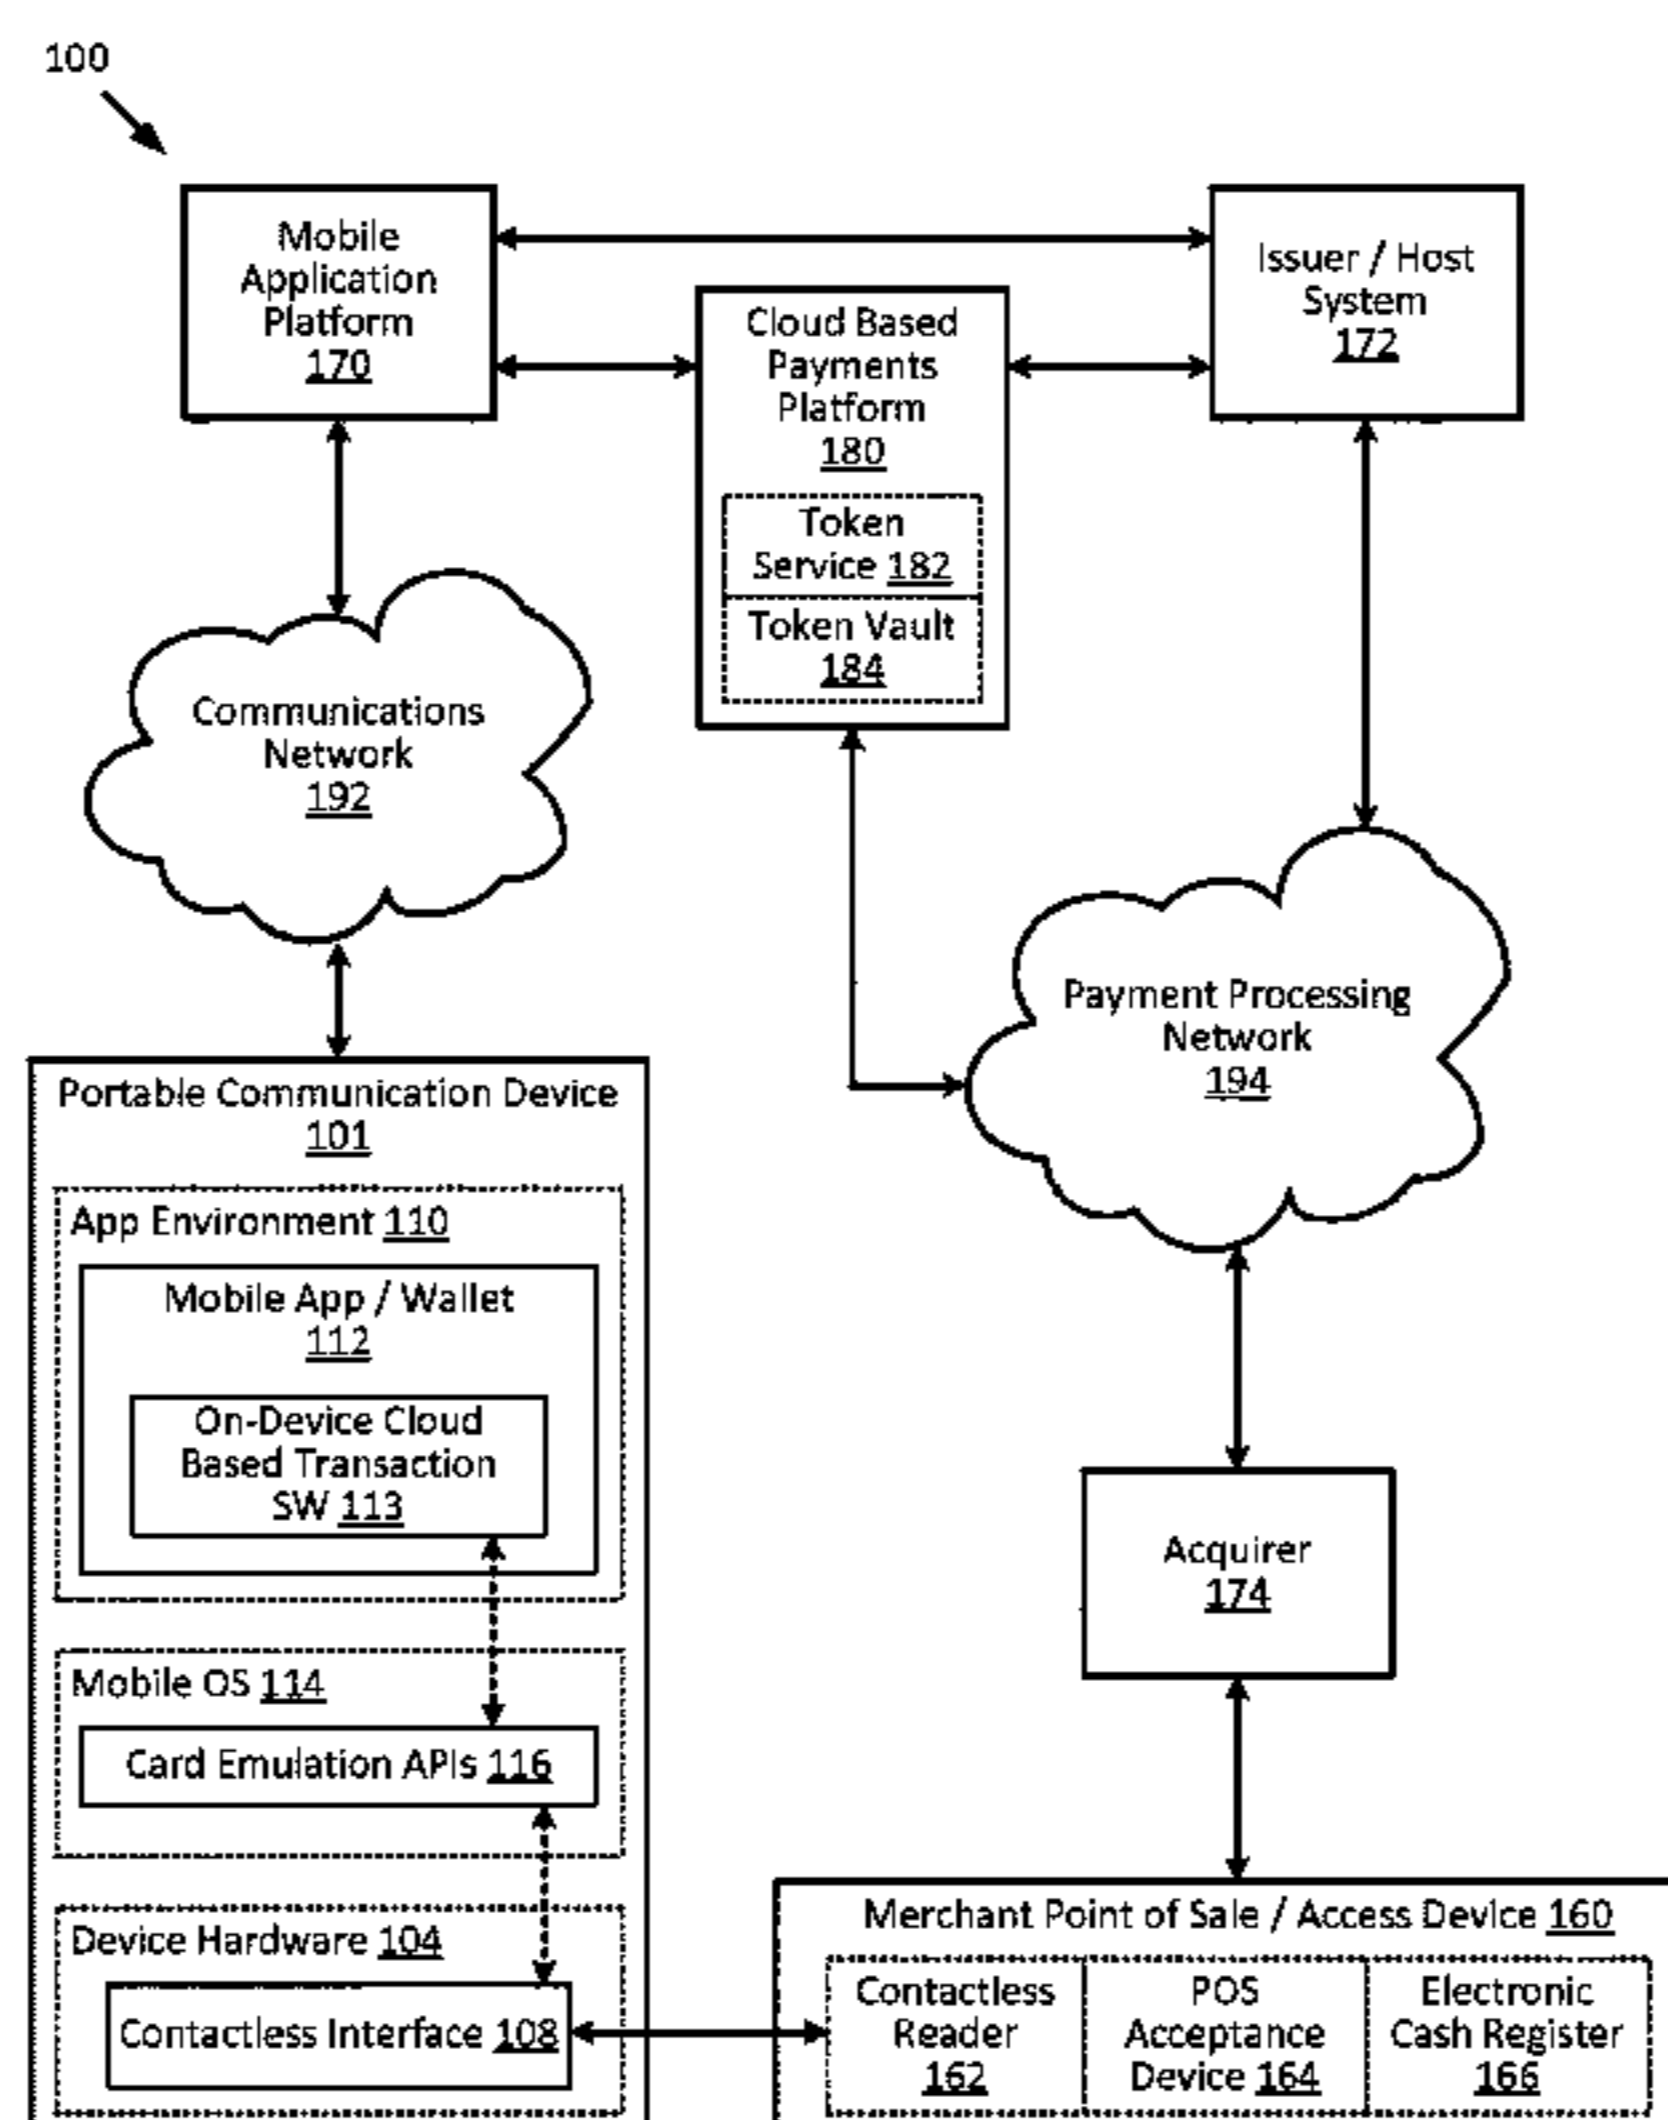 100
Mobile
Application
Platform
170
Issuer / Host
System
172
Cloud Based
Payments
Platform
180
Token
Service 182
Token Vault
184
Communications
Network
192
Payment Processing
Network
194
Portable Communication Device
101
App Environment 110
Mobile App / Wallet
112
On-Device Cloud
Based Transaction
SW 113
Mobile OS 114
Card Emulation APIs 116
Device Hardware 104
Contactless Interface 108
Acquirer
174
Merchant Point of Sale / Access Device 160
Contactless
Reader
162
POS
Acceptance
Device 164
Electronic
Cash Register
166